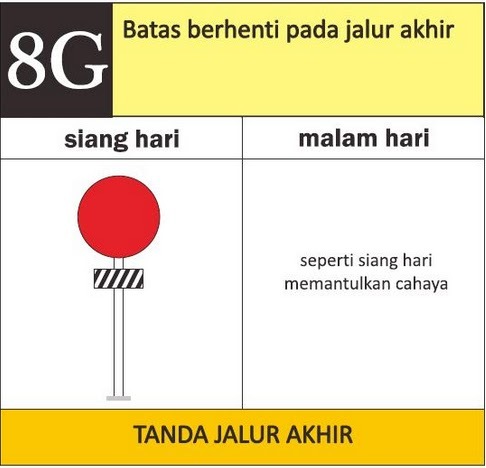 8G
Batas berhenti pada jalur akhir
siang hari
malam hari
seperti siang hari
memantulkan cahaya
TANDA JALUR AKHIR